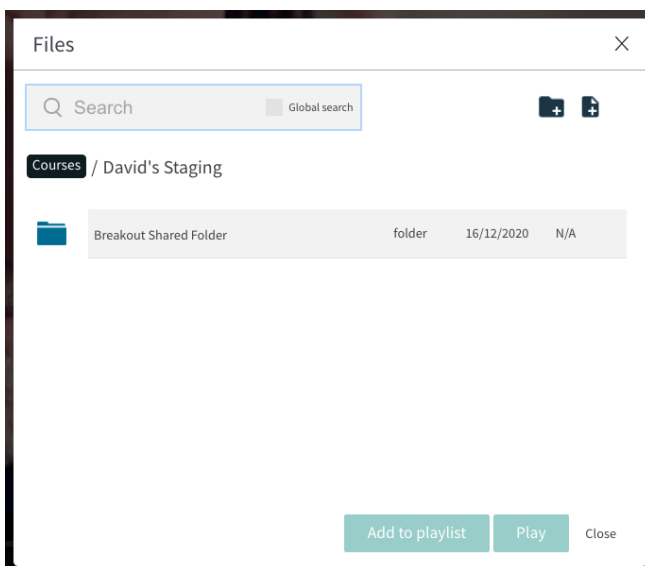 Files
Search
Global search
Courses / David's Staging
Breakout Shared Folder folder 16/12/2020 N/A
Add to playlist Play Close